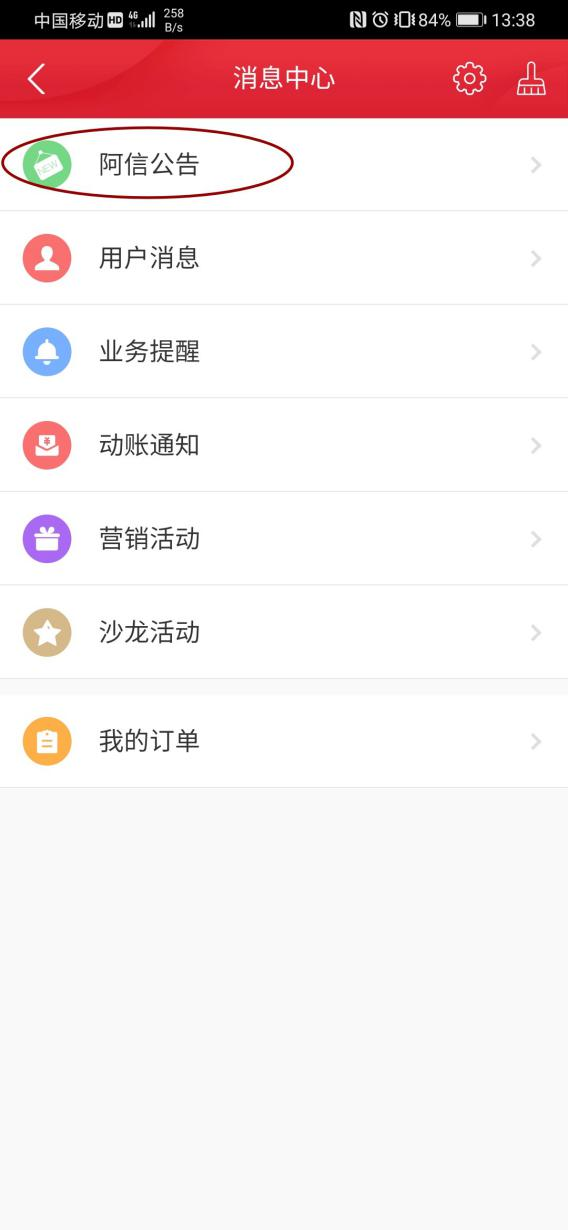 中国移动 HD 4G 258 B/s 84% 13:38
消息中心
NEW 阿信公告
用户消息
业务提醒
动账通知
营销活动
沙龙活动
我的订单